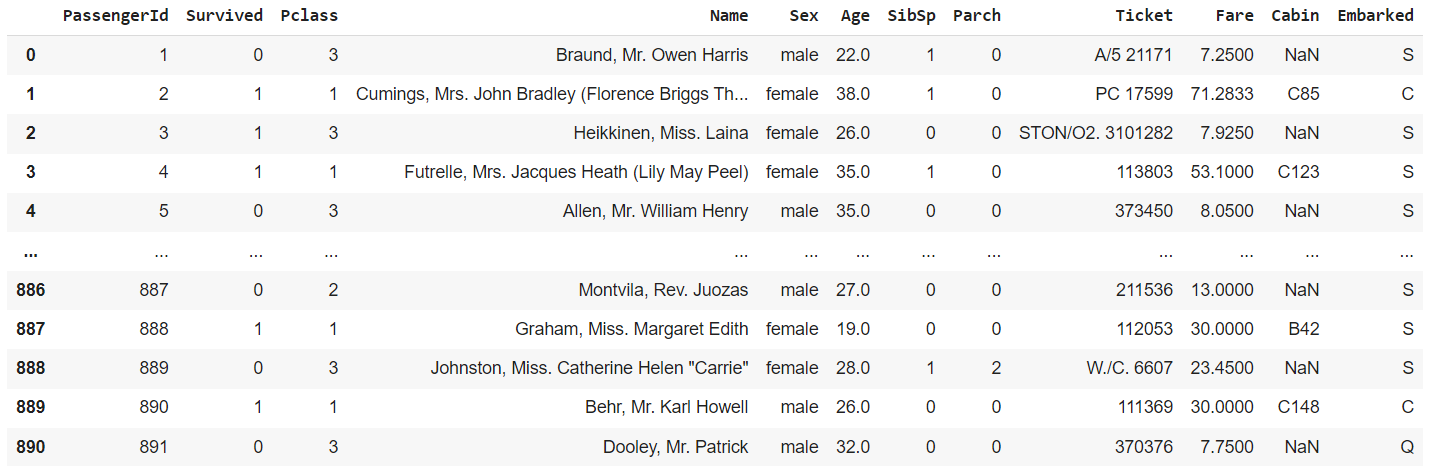 PassengerId Survived Pclass Name Sex Age SibSp Parch Ticket Fare Cabin Embarked
0 1 0 3 Braund, Mr. Owen Harris male 22.0 1 0 A/5 21171 7.2500 NaN S
1 2 1 1 Cumings, Mrs. John Bradley (Florence Briggs Th... female 38.0 1 0 PC 17599 71.2833 C85 C
2 3 1 3 Heikkinen, Miss. Laina female 26.0 0 0 STON/O2. 3101282 7.9250 NaN S
3 4 1 1 Futrelle, Mrs. Jacques Heath (Lily May Peel) female 35.0 1 0 113803 53.1000 C123 S
4 5 0 3 Allen, Mr. William Henry male 35.0 0 0 373450 8.0500 NaN S
... ... ... ... ... ... ... ... ... ... ... ... ...
886 887 0 2 Montvila, Rev. Juozas male 27.0 0 0 211536 13.0000 NaN S
887 888 1 1 Graham, Miss. Margaret Edith female 19.0 0 0 112053 30.0000 B42 S
888 889 0 3 Johnston, Miss. Catherine Helen "Carrie" female 28.0 1 2 W./C. 6607 23.4500 NaN S
889 890 1 1 Behr, Mr. Karl Howell male 26.0 0 0 111369 30.0000 C148 C
890 891 0 3 Dooley, Mr. Patrick male 32.0 0 0 370376 7.7500 NaN Q